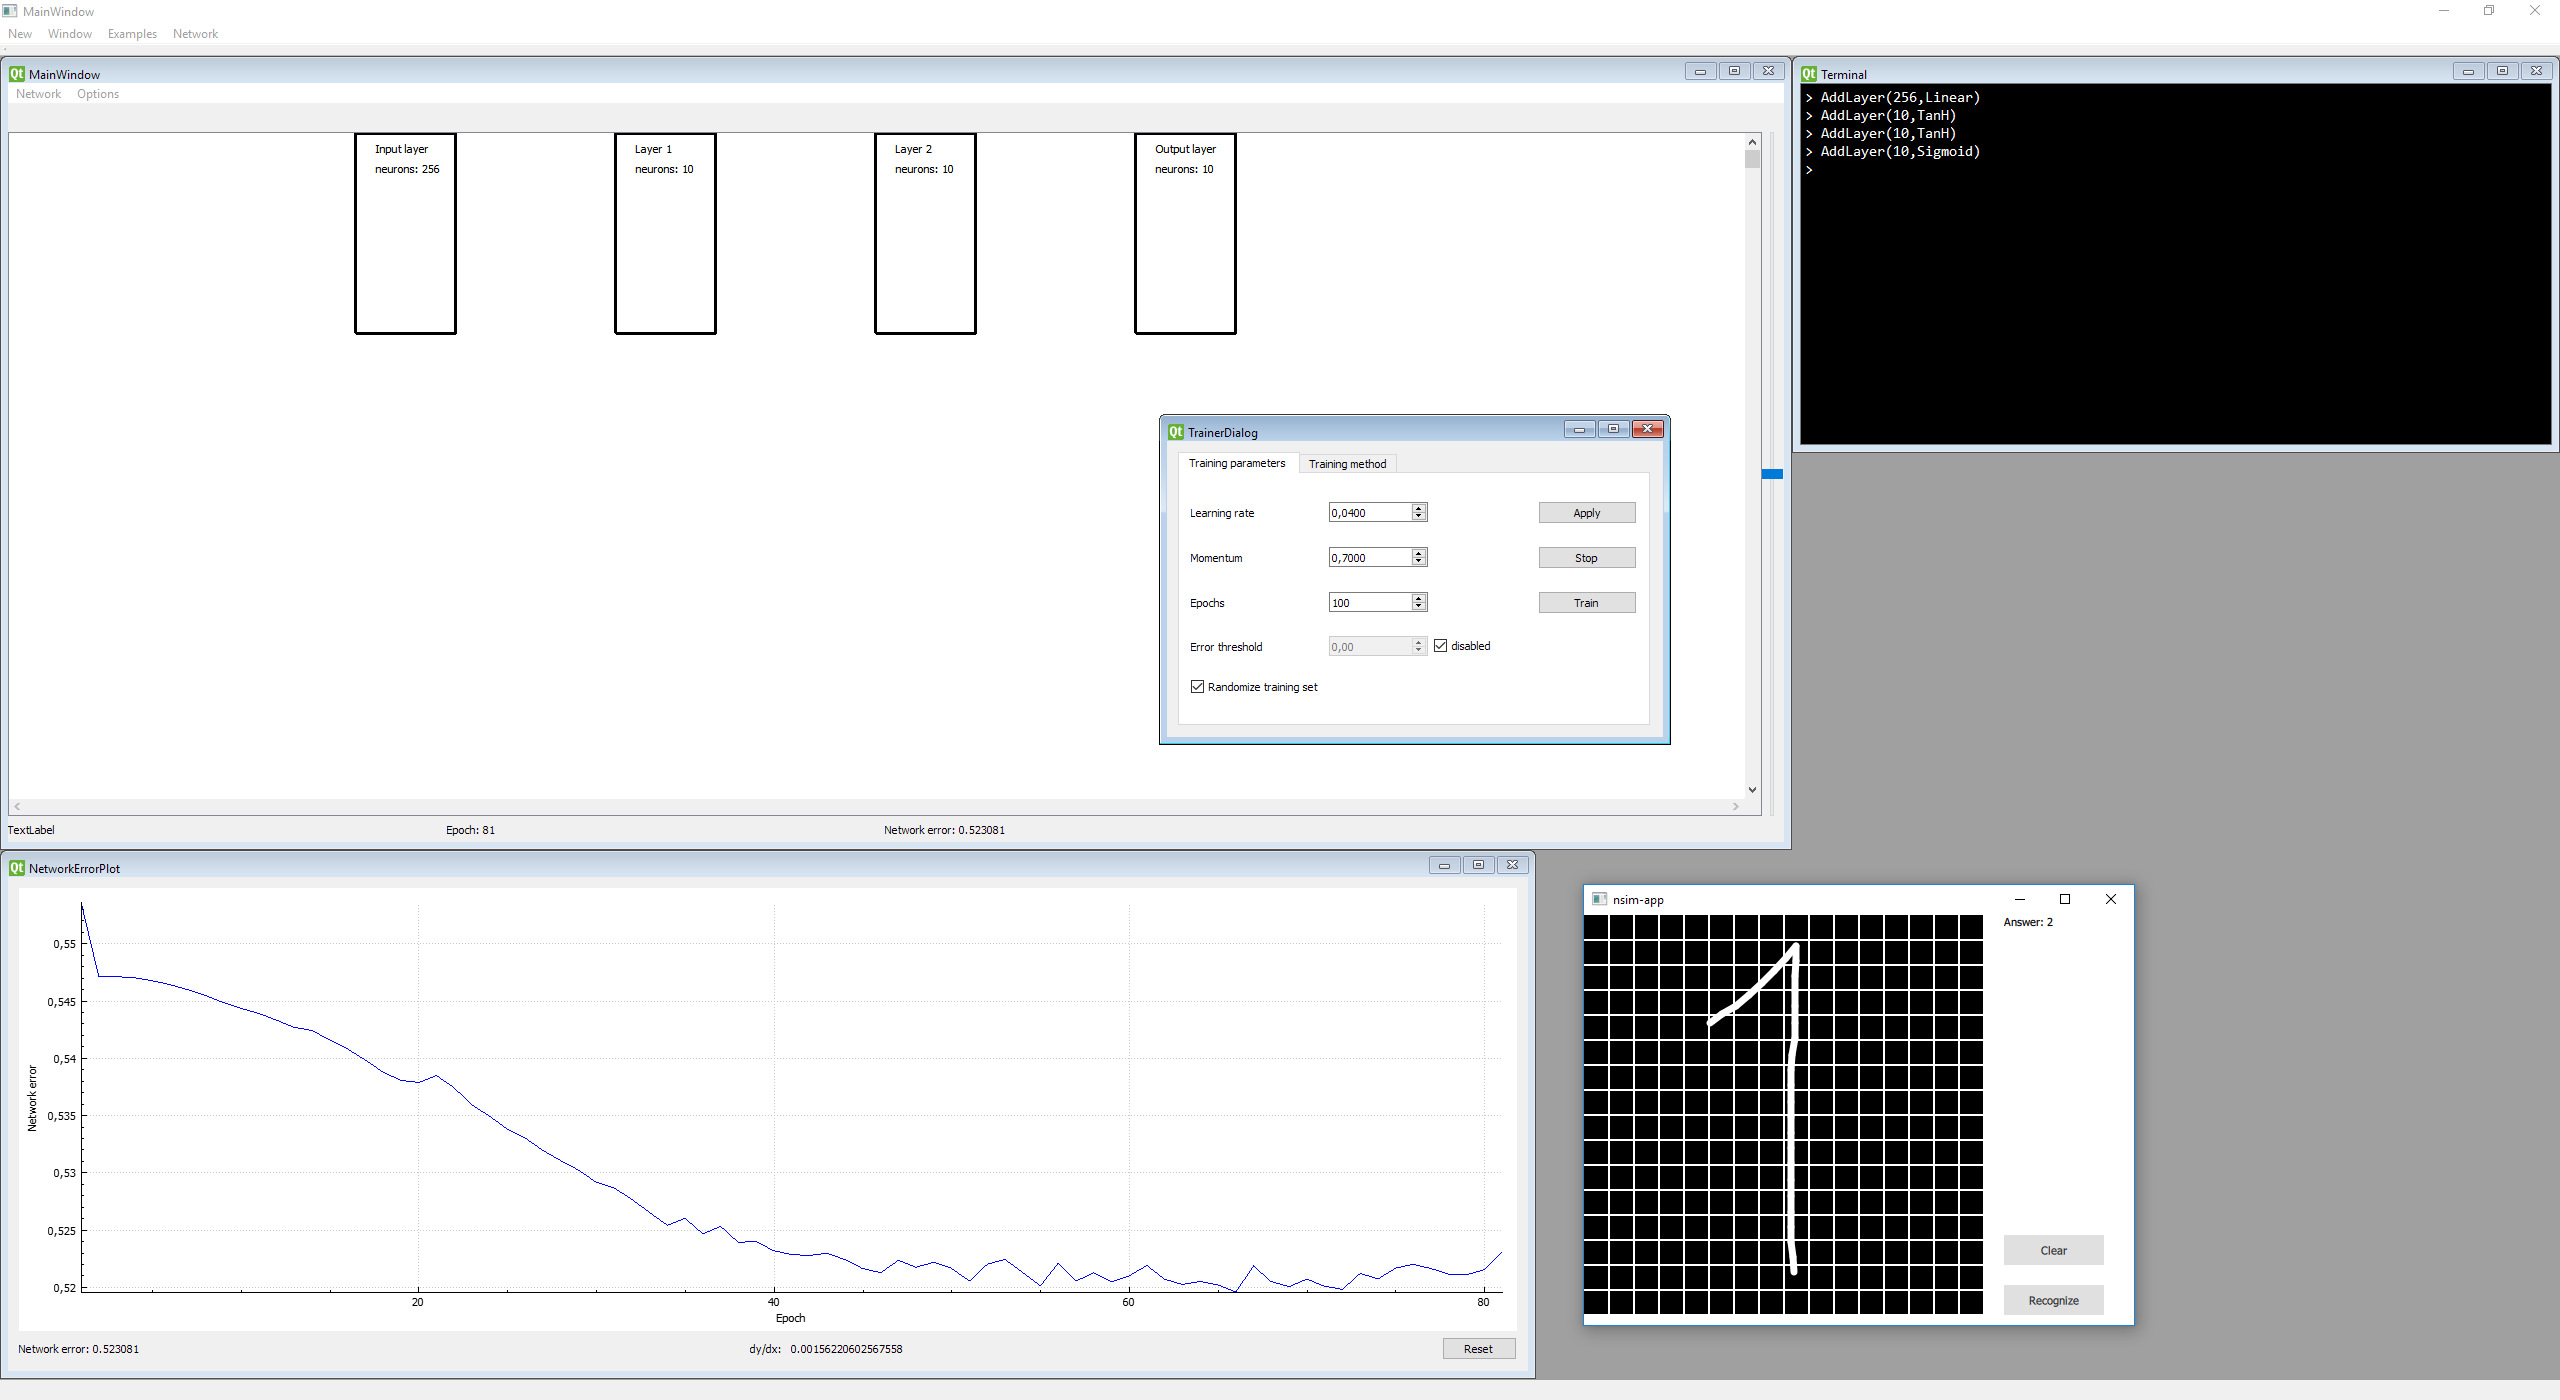 MainWindow
New Window Examples Network
MainWindow
Network Options
Input layer
neurons: 256
Layer 1
neurons: 10
Layer 2
neurons: 10
Output layer
neurons: 10
TextLabel
Epoch: 81
Network error: 0.523081
Terminal
> AddLayer(256,Linear)
> AddLayer(10,TanH)
> AddLayer(10,TanH)
> AddLayer(10,Sigmoid)
>
TrainerDialog
Training parameters
Training method
Learning rate 0,0400 Apply
Momentum 0,7000 Stop
Epochs 100 Train
Error threshold 0,00 disabled
Randomize training set
NetworkErrorPlot
Network error
0,55
0,545
0,54
0,535
0,53
0,525
0,52
20 40 60 80
Epoch
Network error: 0.523081
dy/dx: 0.00156220602567558
Reset
nsim-app
Answer: 2
1
Clear
Recognize